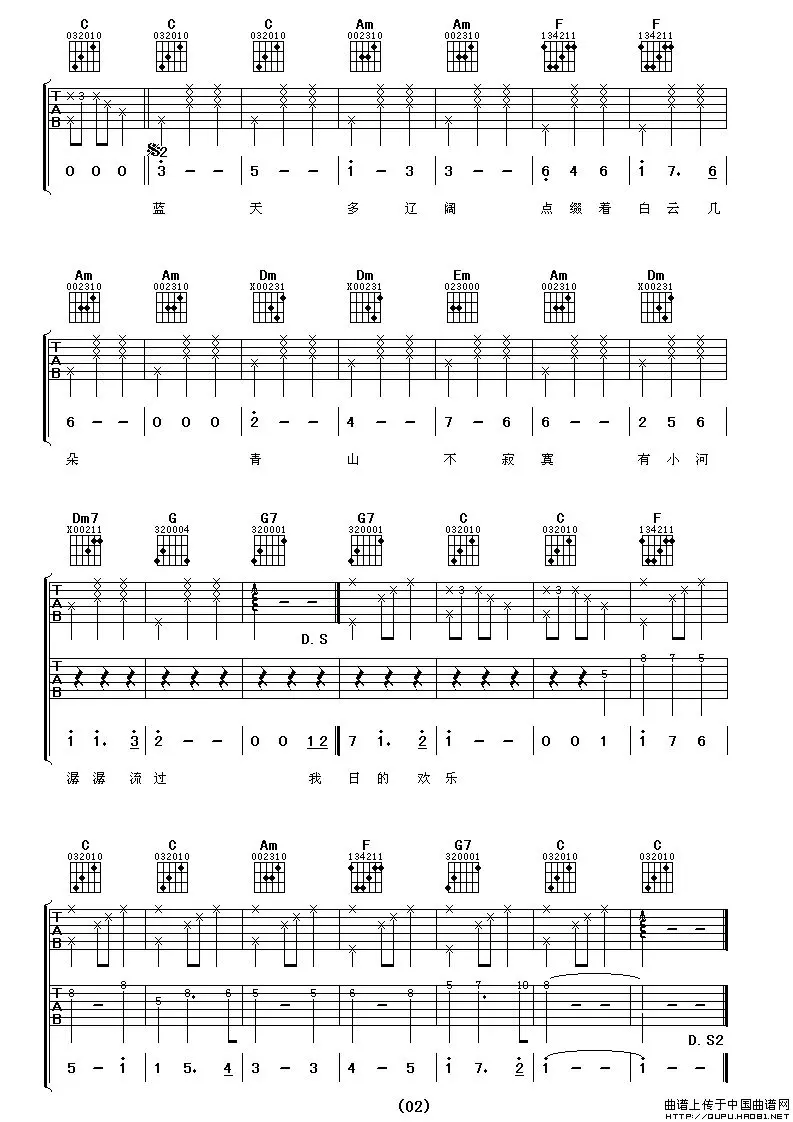 C C C Am Am F F
032010 032010 032010 002310 002310 134211 134211
T A B 3
𝄋2
0 0 0 3 - - 5 - - 1 - 3 3 - - 6 4 6 1 7. 6
蓝 天 多 辽 阔 点 缀 着 白 云 几
Am Am Dm Dm Em Am Dm
002310 002310 X00231 X00231 023000 002310 X00231
T A B
6 - - 0 0 0 2 - - 4 - - 7 - 6 6 - - 2 5 6
朵 青 山 不 寂 寞 有 小 河
Dm7 G G7 G7 C C F
X00211 320004 320001 320001 032010 032010 134211
T A B - - 3 3
D.S
T A B 5 8 7 5
1 1. 3 2 - - 0 0 12 7 1. 2 1 - - 0 0 1 1 7 6
潺 潺 流 过 我 日 的 欢 乐
C C Am F G7 C C
032010 032010 002310 134211 320001 032010 032010
T A B - -
T A B 8 - 8 5 8. 6 5 - 5 6 - 5 5 7. 10 8 - - - -
D.S2
5 - 1 1 5. 4 3 - 3 4 - 5 1 7. 2 1 - - 1 - -
(02)
曲谱上传于中国曲谱网
HTTP://QUPU.HAO81.NET